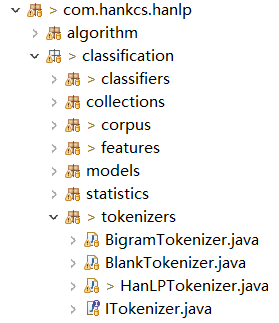 > com.hankcs.hanlp
algorithm
> classification
> classifiers
collections
> corpus
> features
models
statistics
> tokenizers
BigramTokenizer.java
BlankTokenizer.java
> HanLPTokenizer.java
ITokenizer.java